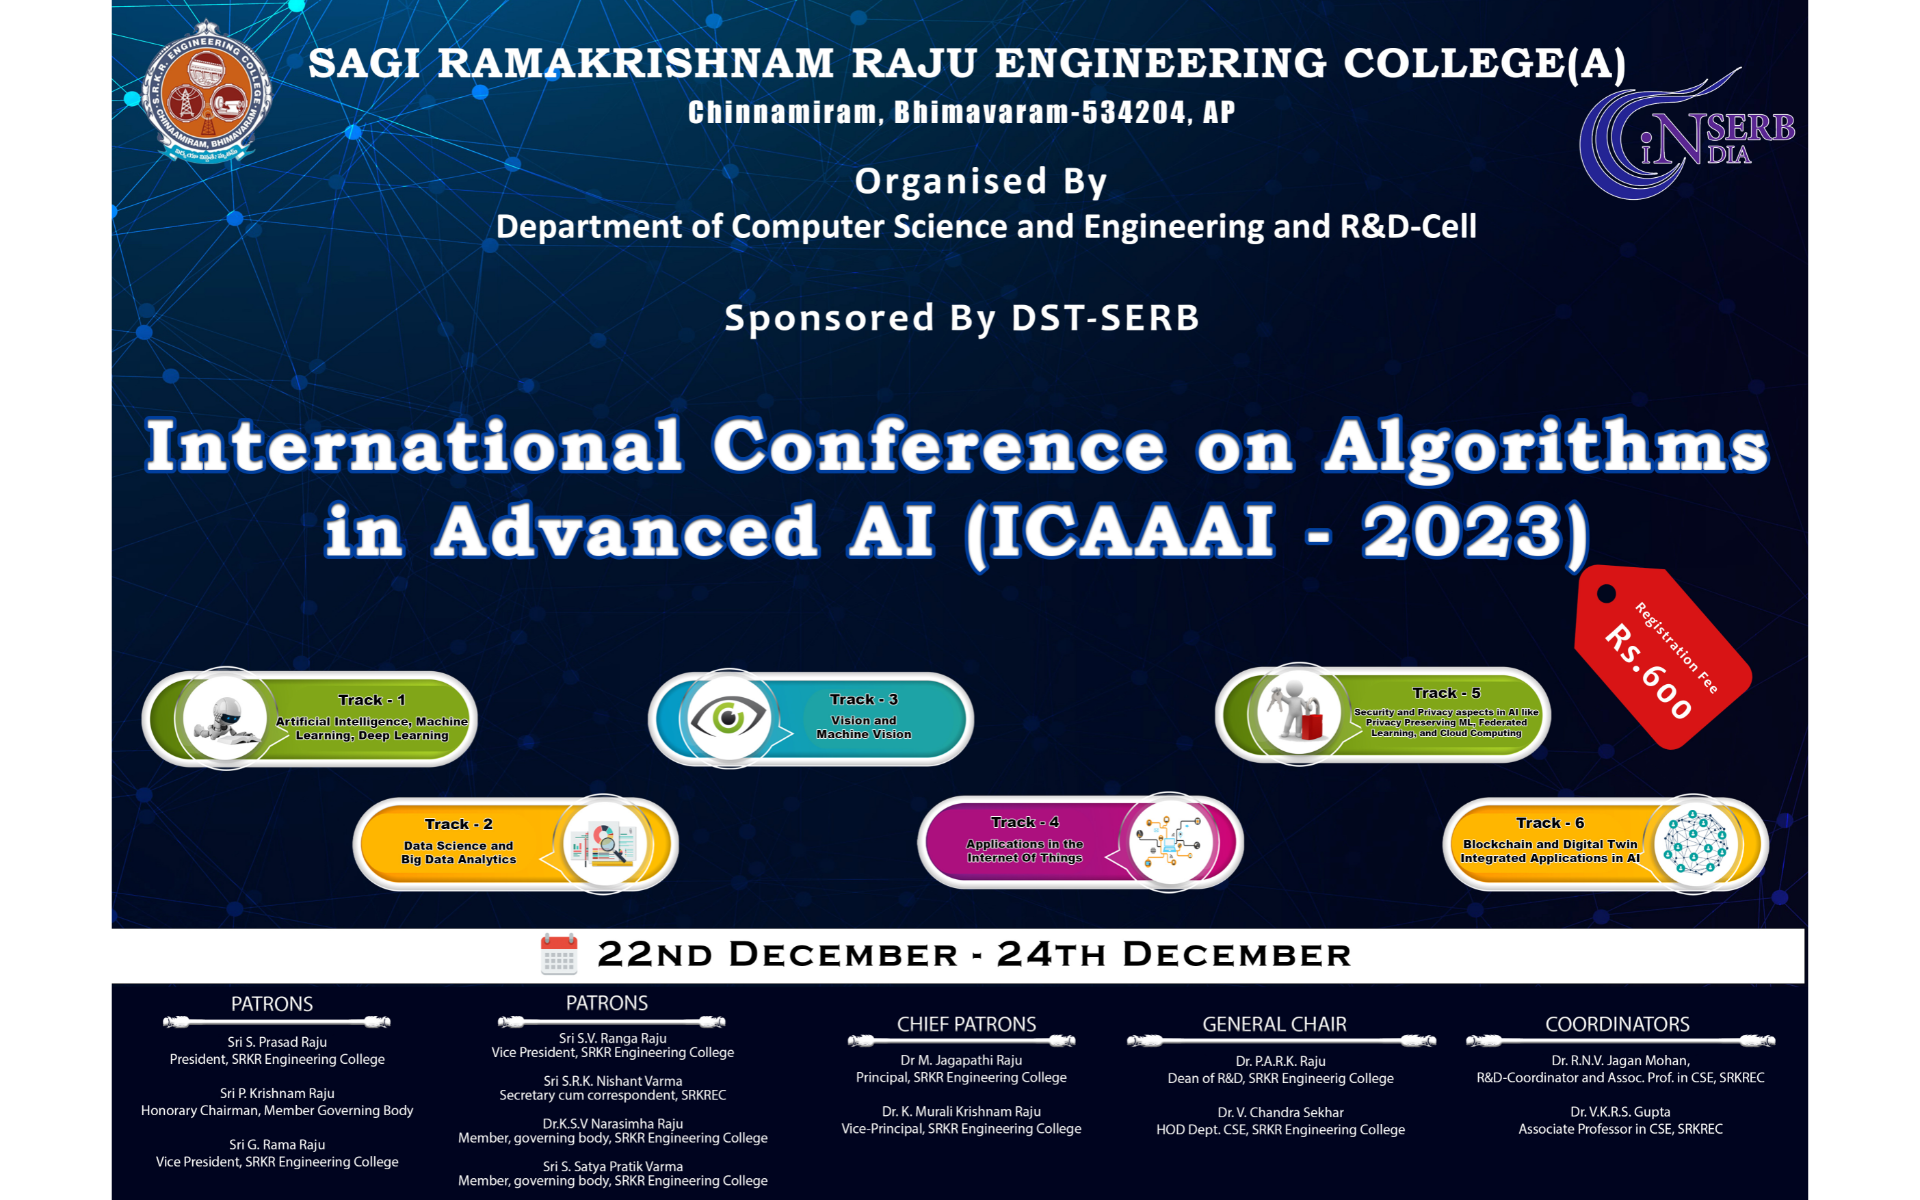 S.R.K.R. ENGINEERING COLLEGE
CHINAAMIRAM, BHIMAVARAM
SAGI RAMAKRISHNAM RAJU ENGINEERING COLLEGE(A)
Chinnamiram, Bhimavaram-534204, AP
iNSERB
NDIA
Organised By
Department of Computer Science and Engineering and R&D-Cell
Sponsored By DST-SERB
International Conference on Algorithms
in Advanced AI (ICAAAI - 2023)
Registration Fee
Rs.600
Track - 1
Artificial Intelligence, Machine
Learning, Deep Learning
Track - 3
Vision and
Machine Vision
Track - 5
Security and Privacy aspects in AI like
Privacy Preserving ML, Federated
Learning, and Cloud Computing
Track - 2
Data Science and
Big Data Analytics
Track - 4
Applications in the
Internet Of Things
Track - 6
Blockchain and Digital Twin
Integrated Applications in AI
22ND DECEMBER - 24TH DECEMBER
PATRONS
Sri S. Prasad Raju
President, SRKR Engineering College
Sri P. Krishnam Raju
Honorary Chairman, Member Governing Body
Sri G. Rama Raju
Vice President, SRKR Engineering College
PATRONS
Sri S.V. Ranga Raju
Vice President, SRKR Engineering College
Sri S.R.K. Nishant Varma
Secretary cum correspondent, SRKREC
Dr.K.S.V Narasimha Raju
Member, governing body, SRKR Engineering College
Sri S. Satya Pratik Varma
Member, governing body, SRKR Engineering College
CHIEF PATRONS
Dr M. Jagapathi Raju
Principal, SRKR Engineering College
Dr. K. Murali Krishnam Raju
Vice-Principal, SRKR Engineering College
GENERAL CHAIR
Dr. P.A.R.K. Raju
Dean of R&D, SRKR Engineerig College
Dr. V. Chandra Sekhar
HOD Dept. CSE, SRKR Engineering College
COORDINATORS
Dr. R.N.V. Jagan Mohan,
R&D-Coordinator and Assoc. Prof. in CSE, SRKREC
Dr. V.K.R.S. Gupta
Associate Professor in CSE, SRKREC